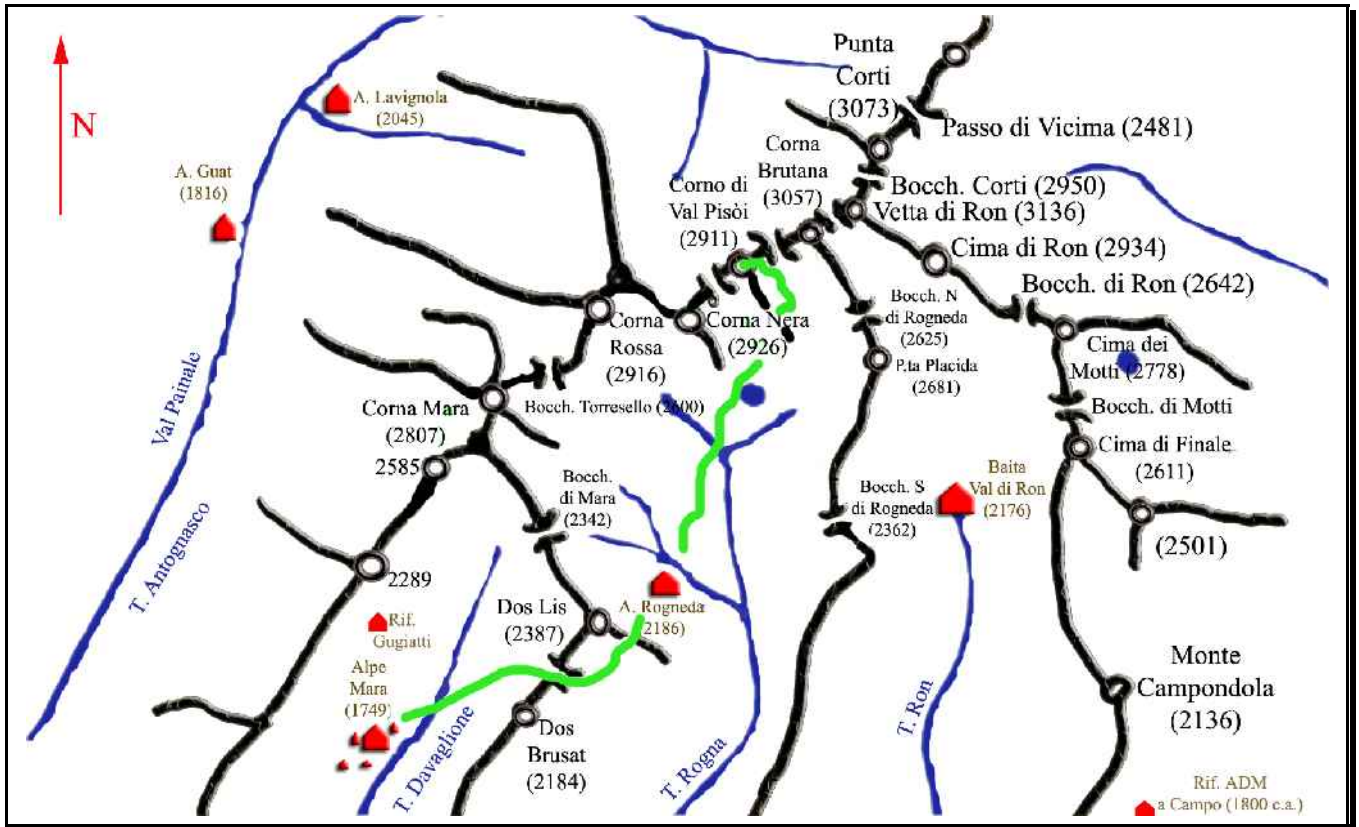 N
A. Lavignola
(2045)
A. Guat
(1816)
Punta
Corti
(3073)
Passo di Vicima (2481)
Corna
Brutana
(3057)
Bocch. Corti (2950)
Vetta di Ron (3136)
Corno di
Val Pisòi
(2911)
Cima di Ron (2934)
Bocch. di Ron (2642)
Bocch. N
di Rogneda
(2625)
Corna Nera
(2926)
Corna
Rossa
(2916)
P.ta Placida
(2681)
Cima dei
Motti (2778)
Val Painale
Bocch. Torresello (2600)
Corna Mara
(2807)
2585
Bocch. di Motti
Cima di Finale
(2611)
Bocch.
di Mara
(2342)
Bocch. S
di Rogneda
(2362)
Baita
Val di Ron
(2176)
(2501)
T. Antognasco
2289
A. Rogneda
(2186)
Dos Lis
(2387)
Rif.
Gugiatti
Alpe
Mara
(1749)
Monte
Campondola
(2136)
T. Davaglione
Dos
Brusat
(2184)
T. Rogna
T. Ron
Rif. ADM
a Campo (1800 c.a.)